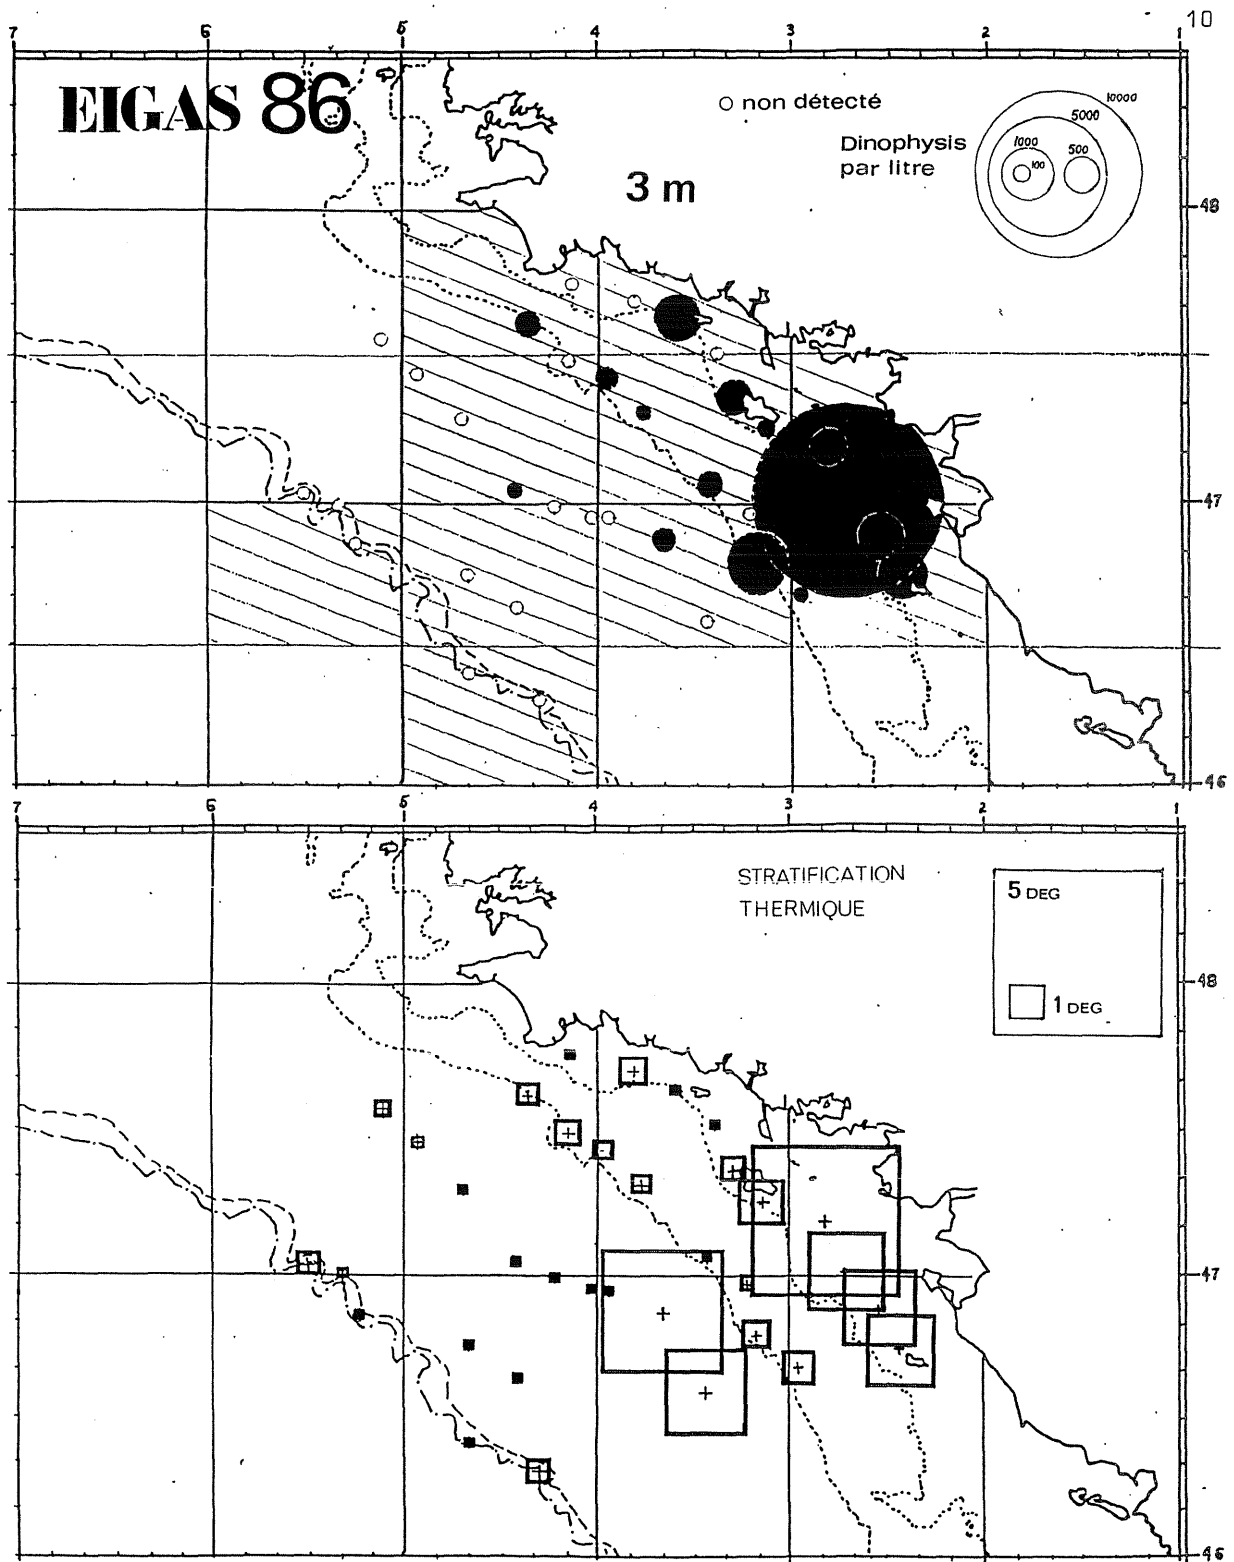 10
7 6 5 4 3 2 1
EIGAS 86
non détecté
10000
5000
Dinophysis
par litre
1000
500
100
3 m
48
47
46
7 6 5 4 3 2 1
STRATIFICATION
THERMIQUE
5 DEG
1 DEG
48
47
46